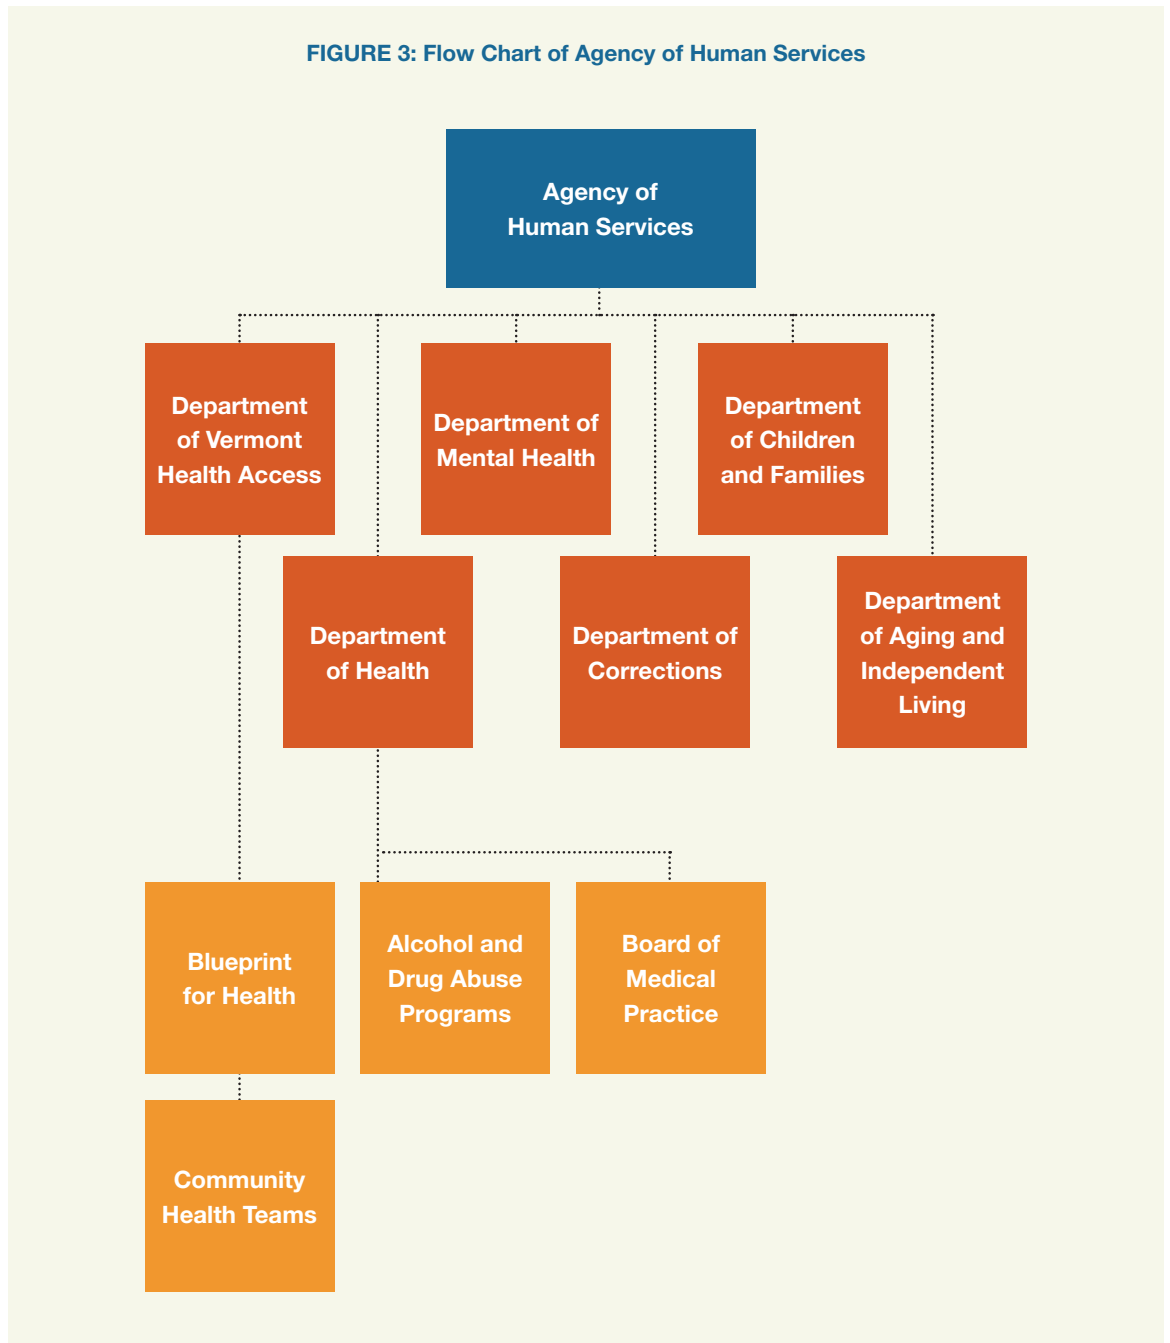 FIGURE 3: Flow Chart of Agency of Human Services
Agency of
Human Services
Department
of Vermont
Health Access
Department of
Mental Health
Department
of Children
and Families
Department
of Health
Department of
Corrections
Department
of Aging and
Independent
Living
Blueprint
for Health
Alcohol and
Drug Abuse
Programs
Board of
Medical
Practice
Community
Health Teams